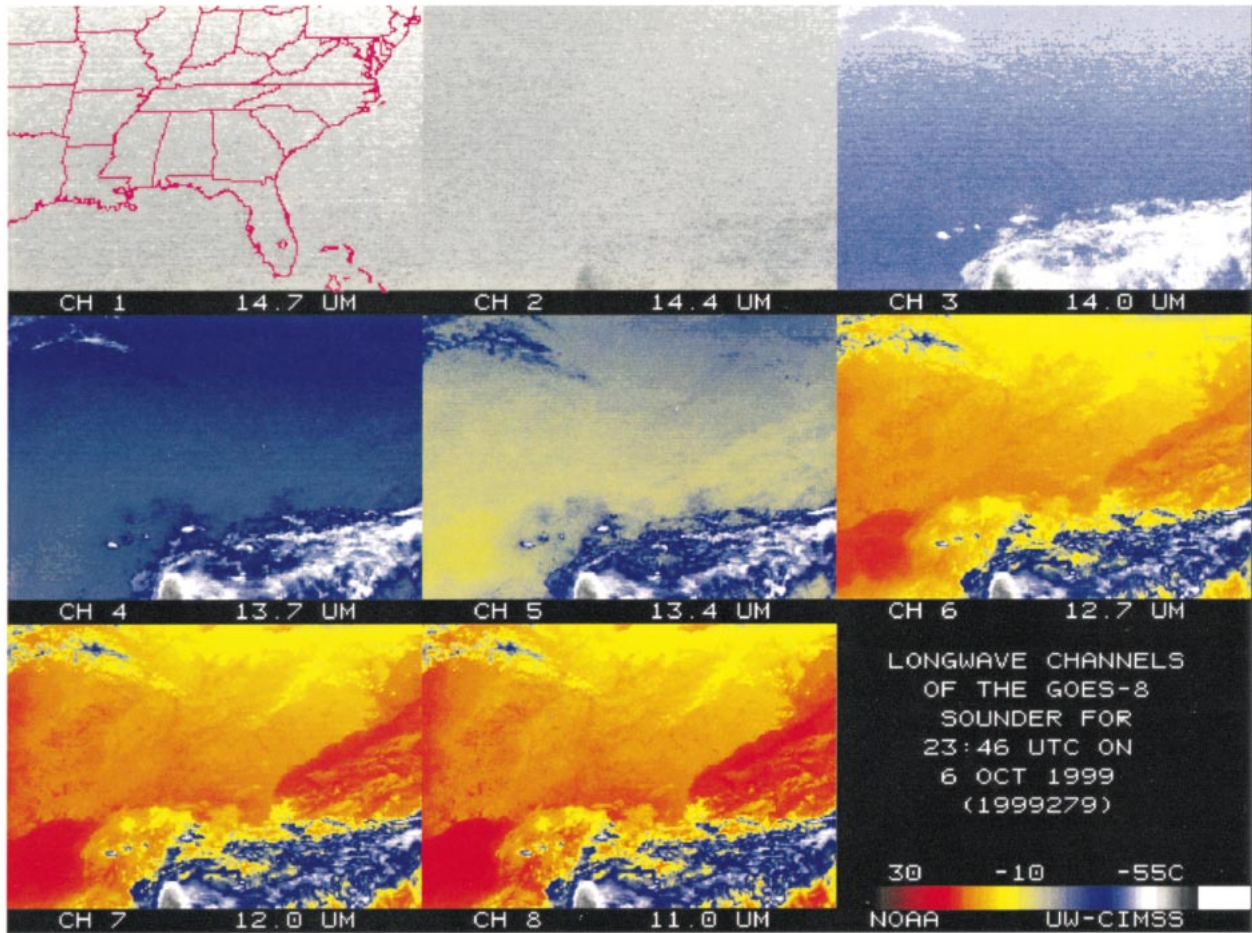 CH 1 14.7 UM
CH 2 14.4 UM
CH 3 14.0 UM
CH 4 13.7 UM
CH 5 13.4 UM
CH 6 12.7 UM
CH 7 12.0 UM
CH 8 11.0 UM
LONGWAVE CHANNELS
OF THE GOES-8
SOUNDER FOR
23:46 UTC ON
6 OCT 1999
(1999279)
30 -10 -55C
NOAA UW-CIMSS